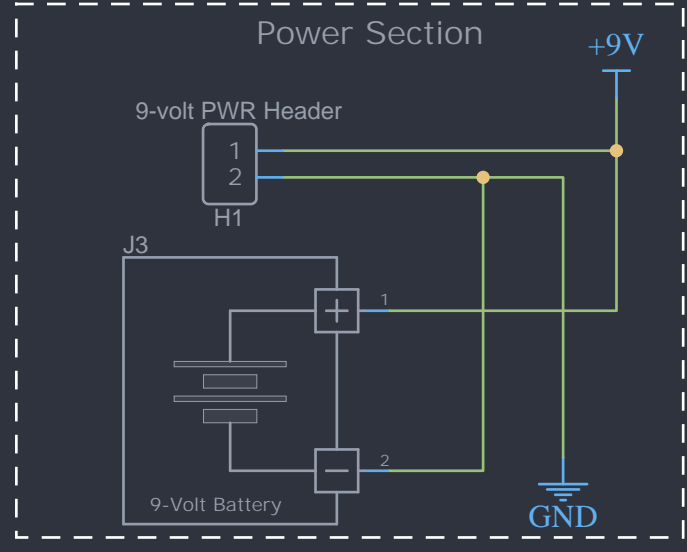 Power Section
+9V
9-volt PWR Header
1
2
H1
J3
+
1
−
2
9-Volt Battery
GND